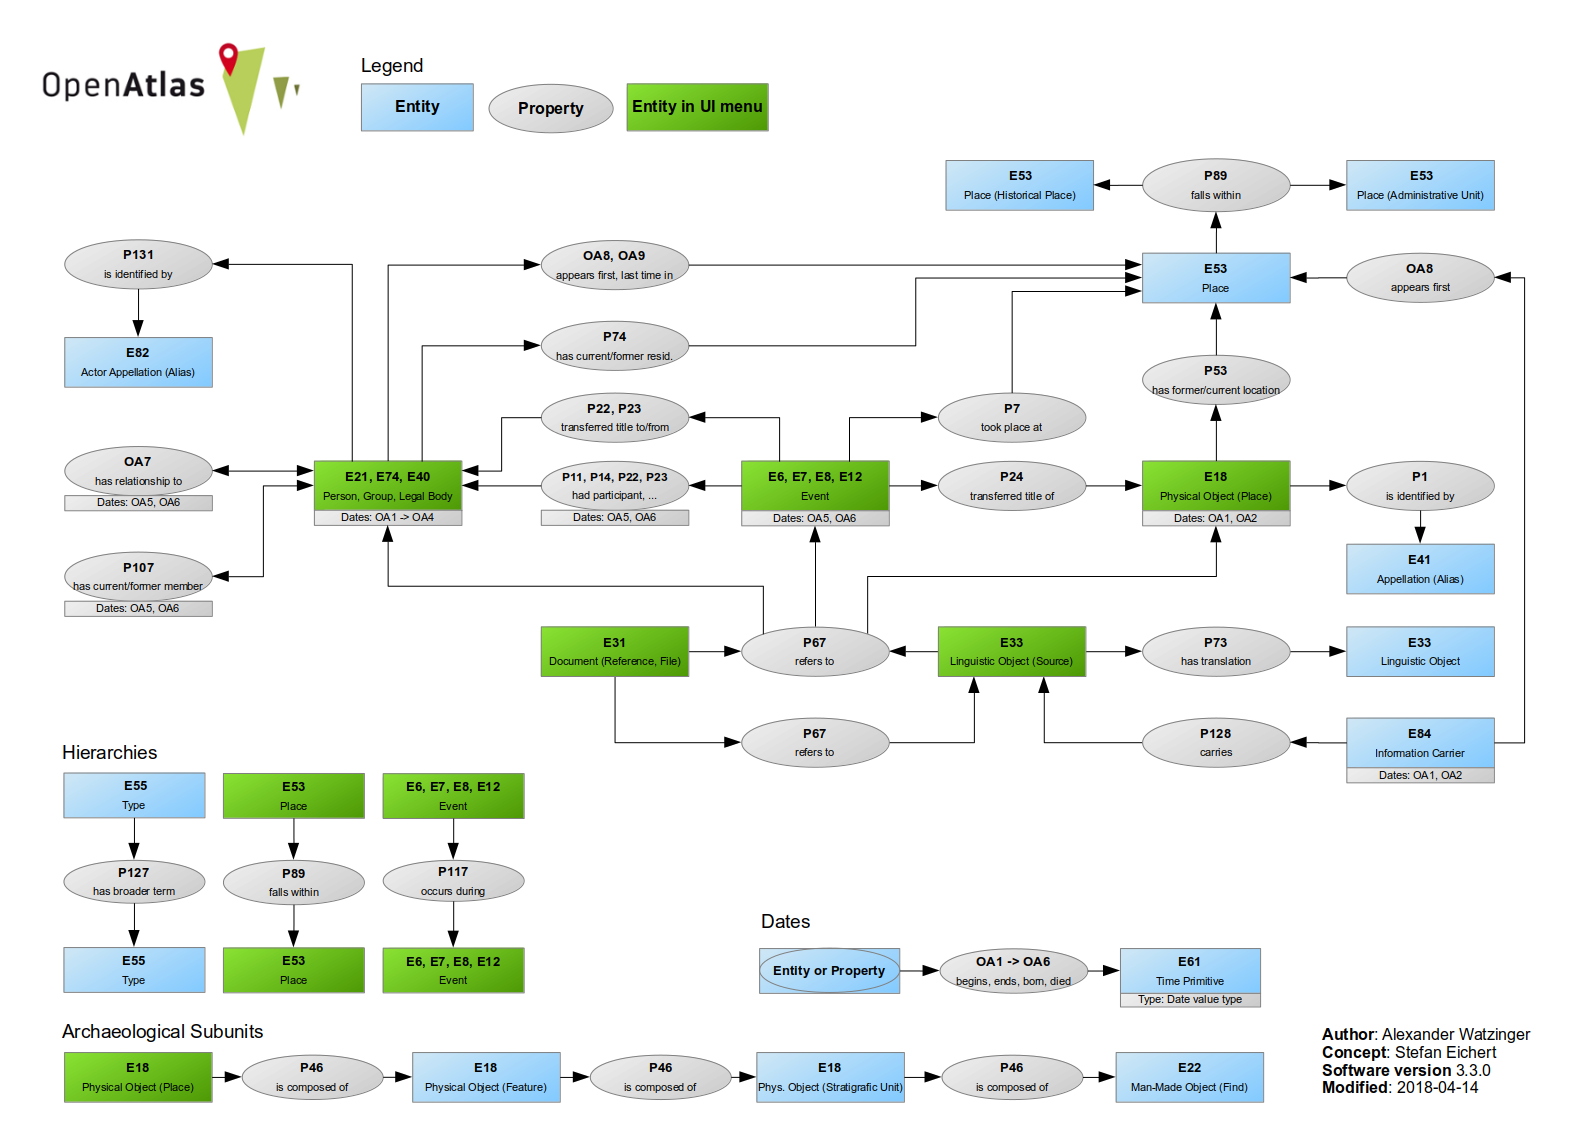 OpenAtlas
Legend
Entity
Property
Entity in UI menu
E53
Place (Historical Place)
P89
falls within
E53
Place (Administrative Unit)
P131
is identified by
OA8, OA9
appears first, last time in
E53
Place
OA8
appears first
E82
Actor Appellation (Alias)
P74
has current/former resid.
P53
has former/current location
P22, P23
transferred title to/from
P7
took place at
OA7
has relationship to
Dates: OA5, OA6
E21, E74, E40
Person, Group, Legal Body
Dates: OA1 -> OA4
P11, P14, P22, P23
had participant, ...
Dates: OA5, OA6
E6, E7, E8, E12
Event
Dates: OA5, OA6
P24
transferred title of
E18
Physical Object (Place)
Dates: OA1, OA2
P1
is identified by
P107
has current/former member
Dates: OA5, OA6
E41
Appellation (Alias)
E31
Document (Reference, File)
P67
refers to
E33
Linguistic Object (Source)
P73
has translation
E33
Linguistic Object
P67
refers to
P128
carries
E84
Information Carrier
Dates: OA1, OA2
Hierarchies
E55
Type
E53
Place
E6, E7, E8, E12
Event
P127
has broader term
P89
falls within
P117
occurs during
E55
Type
E53
Place
E6, E7, E8, E12
Event
Dates
Entity or Property
OA1 -> OA6
begins, ends, born, died
E61
Time Primitive
Type: Date value type
Archaeological Subunits
E18
Physical Object (Place)
P46
is composed of
E18
Physical Object (Feature)
P46
is composed of
E18
Phys. Object (Stratigrafic Unit)
P46
is composed of
E22
Man-Made Object (Find)
Author: Alexander Watzinger
Concept: Stefan Eichert
Software version 3.3.0
Modified: 2018-04-14